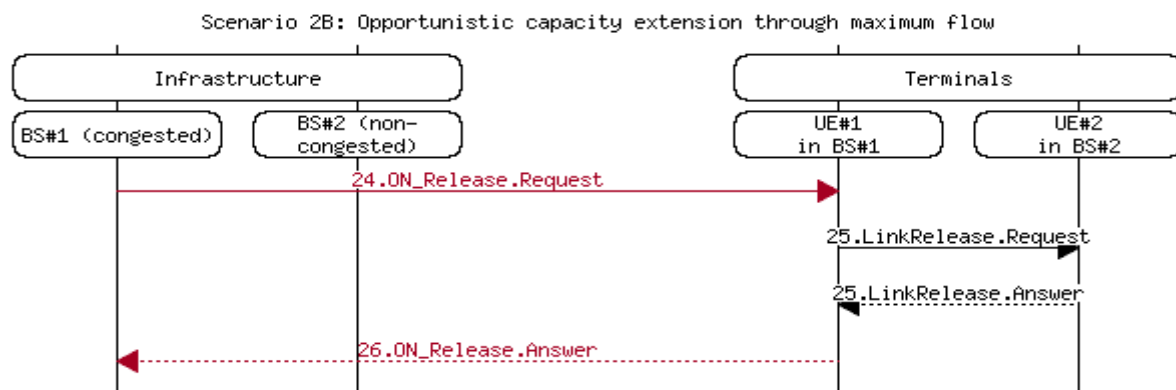 Scenario 2B: Opportunistic capacity extension through maximum flow
Infrastructure
Terminals
BS#1 (congested)
BS#2 (non-
congested)
UE#1
in BS#1
UE#2
in BS#2
24.ON_Release.Request
25.LinkRelease.Request
25.LinkRelease.Answer
26.ON_Release.Answer